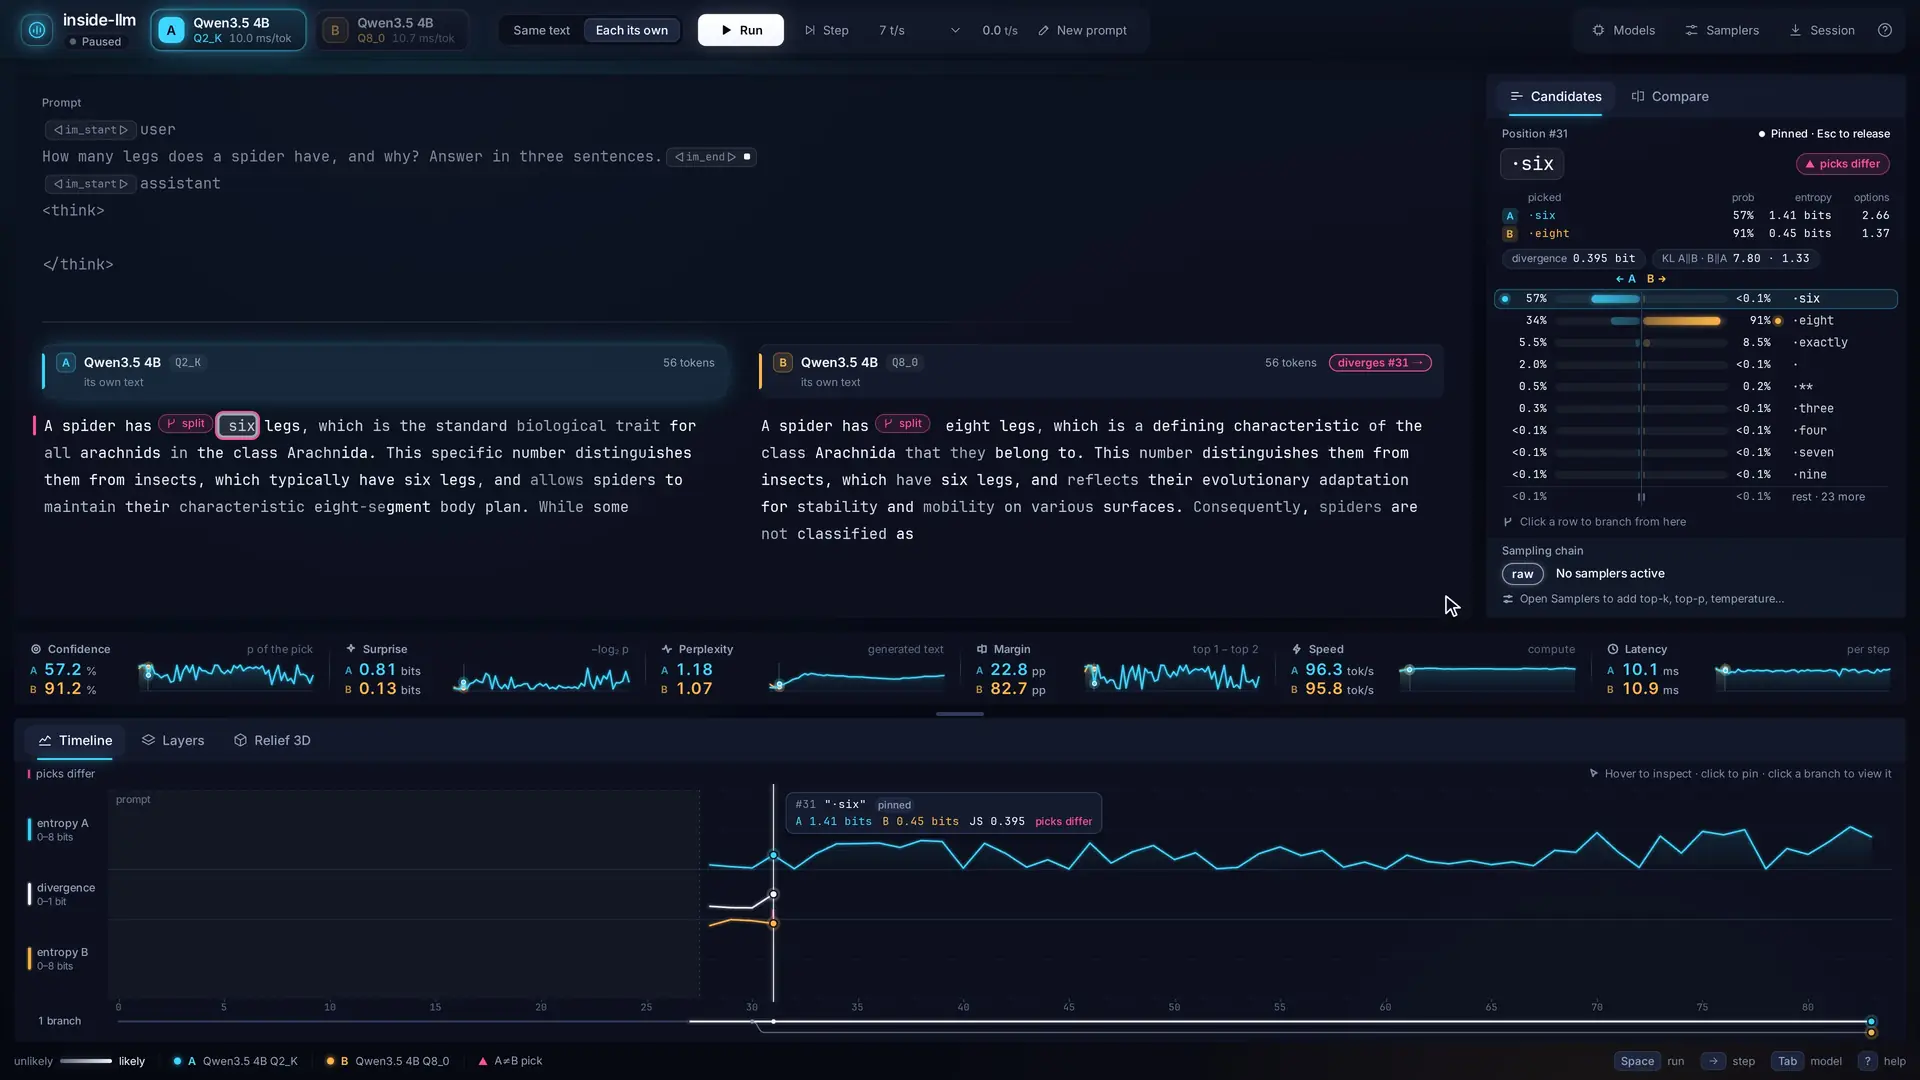 inside-llm
Paused
A Qwen3.5 4B
Q2_K 10.0 ms/tok
B Qwen3.5 4B
Q8_0 10.7 ms/tok
Same text Each its own
Run Step 7 t/s 0.0 t/s New prompt
Models Samplers Session ?
Prompt
<|im_start|> user
How many legs does a spider have, and why? Answer in three sentences. <|im_end|>
<|im_start|> assistant
<think>
</think>
A Qwen3.5 4B Q2_K 56 tokens
its own text
A spider has split six legs, which is the standard biological trait for
all arachnids in the class Arachnida. This specific number distinguishes
them from insects, which typically have six legs, and allows spiders to
maintain their characteristic eight-segment body plan. While some
B Qwen3.5 4B Q8_0 56 tokens diverges #31 →
its own text
A spider has split eight legs, which is a defining characteristic of the
class Arachnida that they belong to. This number distinguishes them from
insects, which have six legs, and reflects their evolutionary adaptation
for stability and mobility on various surfaces. Consequently, spiders are
not classified as
Candidates Compare
Position #31 Pinned · Esc to release
·six ▲ picks differ
picked prob entropy options
A ·six 57% 1.41 bits 2.66
B ·eight 91% 0.45 bits 1.37
divergence 0.395 bit KL A||B · B||A 7.80 · 1.33
← A B →
57% <0.1% ·six
34% 91% ·eight
5.5% 8.5% ·exactly
2.0% <0.1% ·
0.5% 0.2% ·**
0.3% <0.1% ·three
<0.1% <0.1% ·four
<0.1% <0.1% ·seven
<0.1% <0.1% ·nine
<0.1% <0.1% rest · 23 more
Click a row to branch from here
Sampling chain
raw No samplers active
Open Samplers to add top-k, top-p, temperature...
Confidence p of the pick
A 57.2 %
B 91.2 %
Surprise −log₂ p
A 0.81 bits
B 0.13 bits
Perplexity generated text
A 1.18
B 1.07
Margin top 1 − top 2
A 22.8 pp
B 82.7 pp
Speed compute
A 96.3 tok/s
B 95.8 tok/s
Latency per step
A 10.1 ms
B 10.9 ms
Timeline Layers Relief 3D
picks differ Hover to inspect · click to pin · click a branch to view it
prompt
#31 "·six" pinned
A 1.41 bits B 0.45 bits JS 0.395 picks differ
entropy A
0–8 bits
divergence
0–1 bit
entropy B
0–8 bits
0 5 10 15 20 25 30 35 40 45 50 55 60 65 70 75 80
1 branch
unlikely likely A Qwen3.5 4B Q2_K B Qwen3.5 4B Q8_0 ▲ A≠B pick
Space run → step Tab model ? help